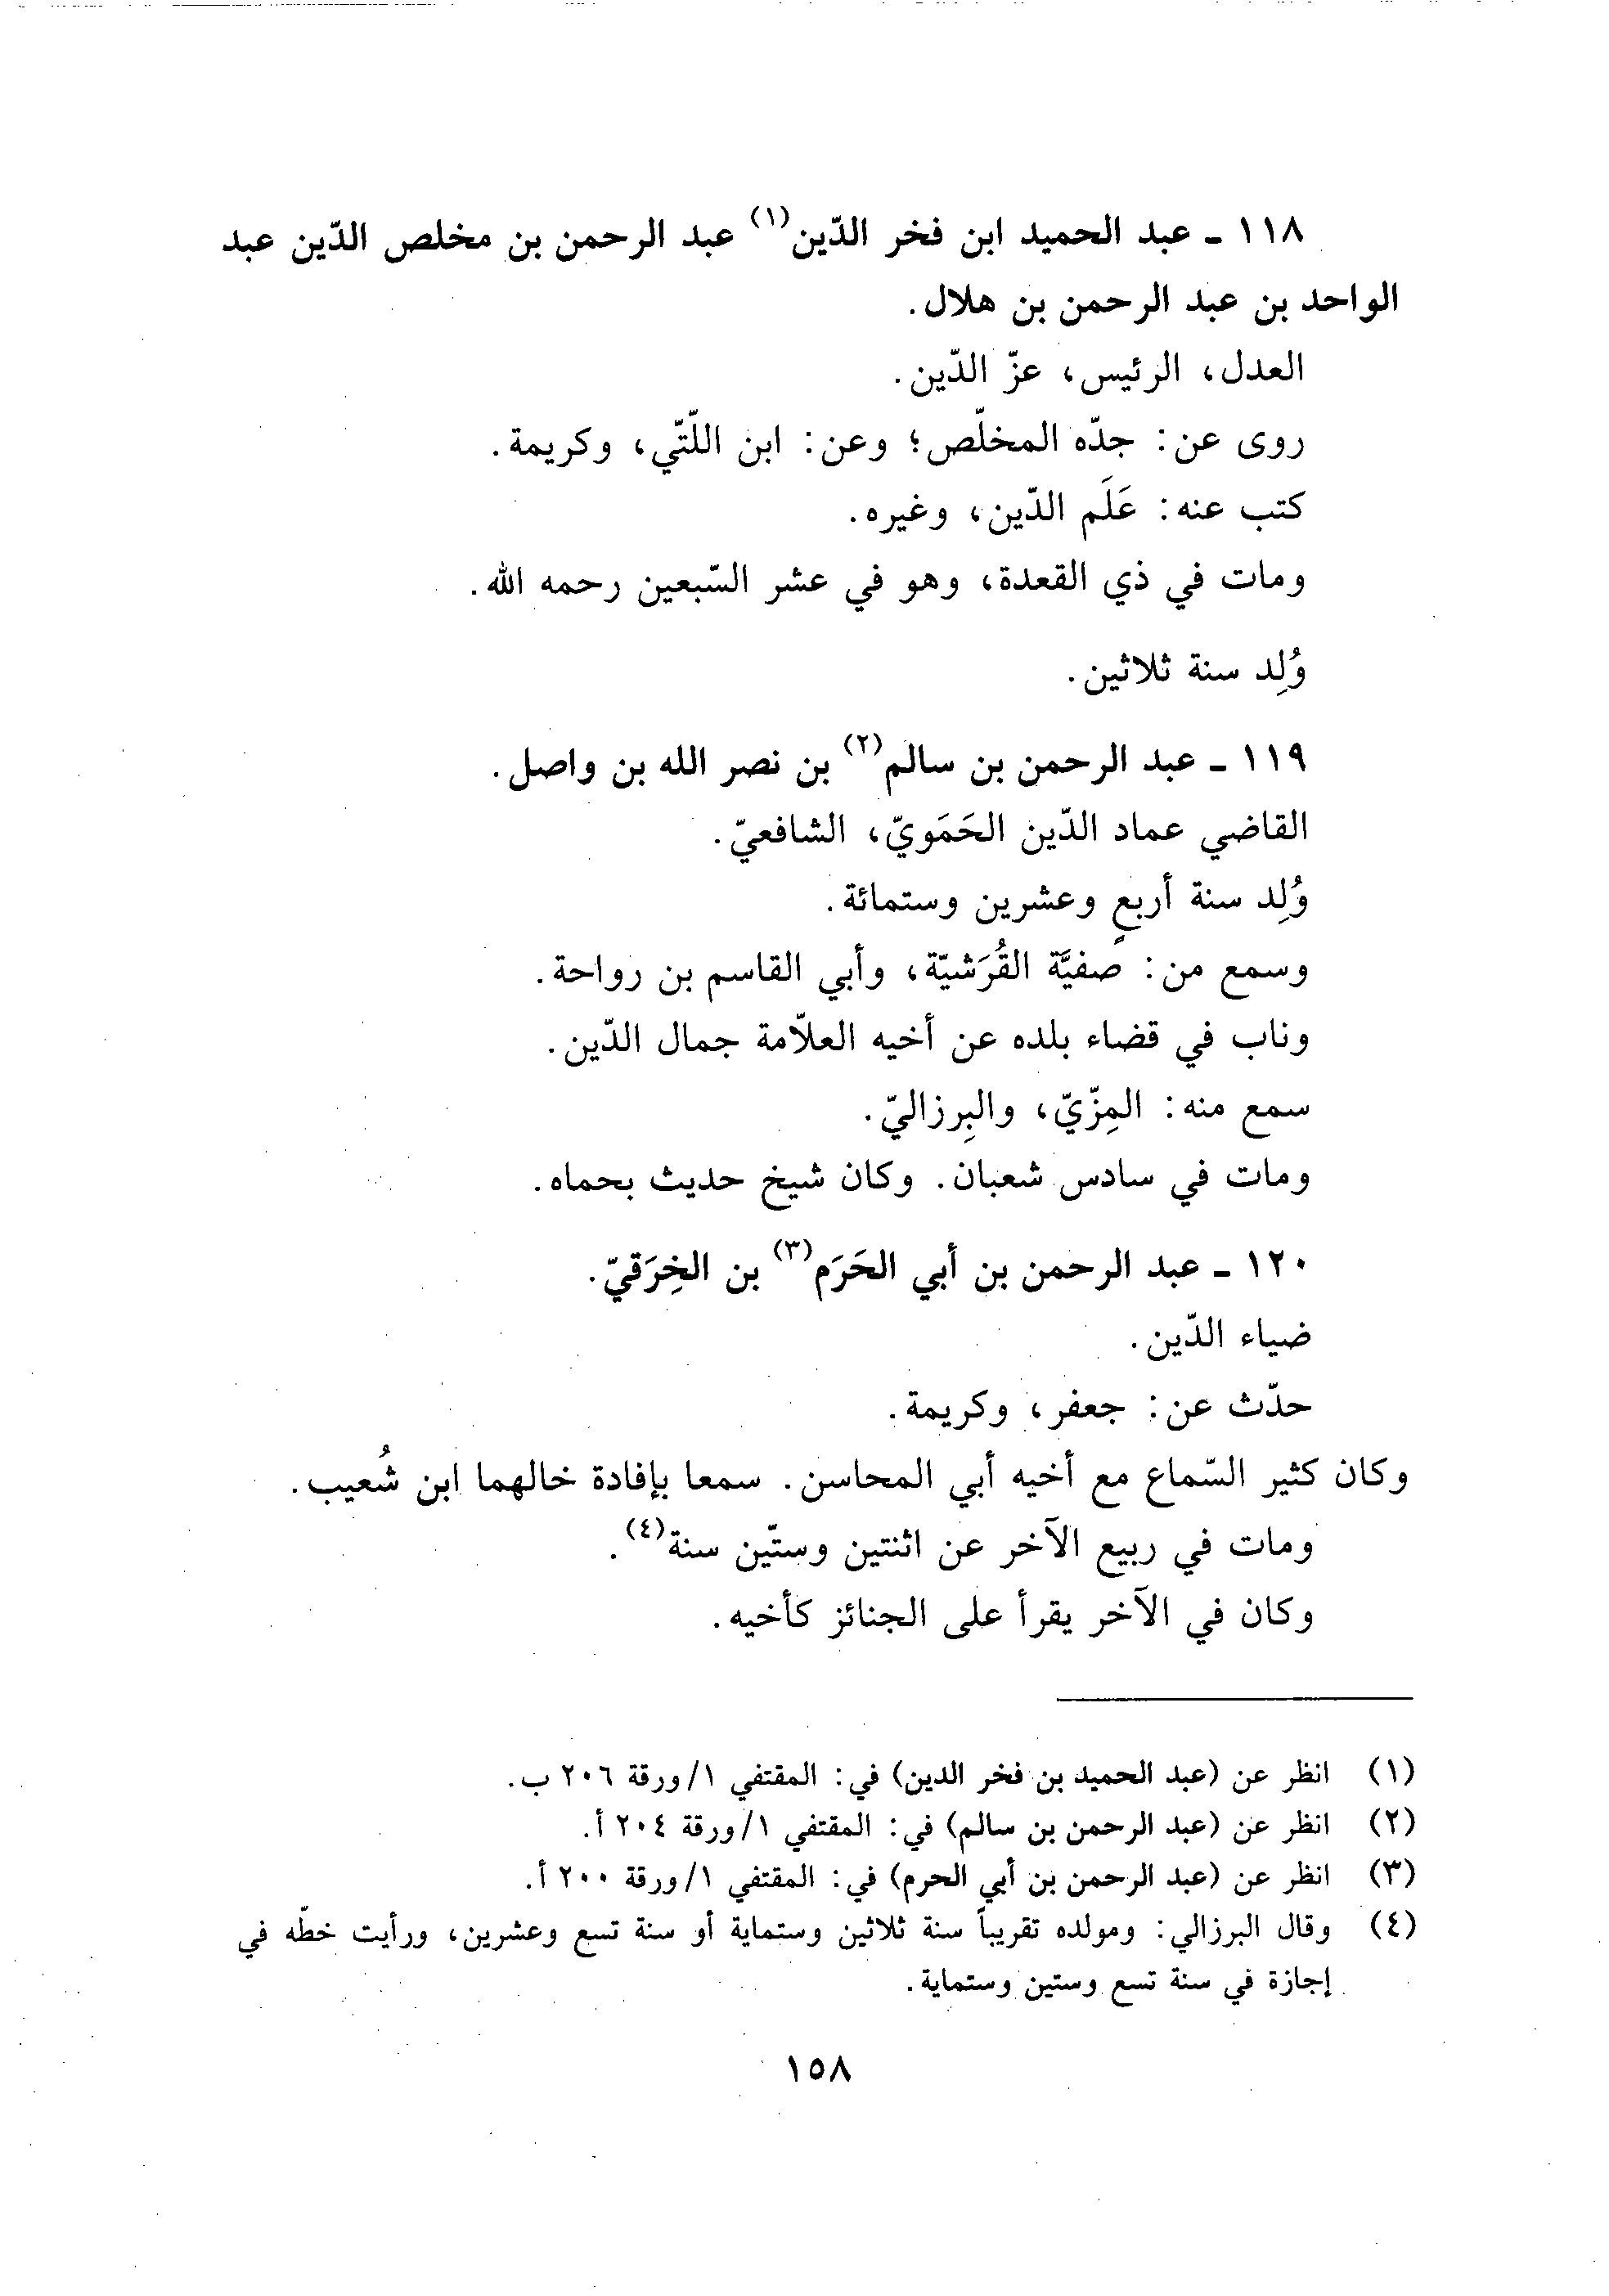 ١١٨ ـ عبد الحميد ابن فخر الدّين(١) عبد الرحمن بن مخلص الدّين عبد
الواحد بن عبد الرحمن بن هلال.
العدل، الرئيس، عزّ الدّين.
روى عن: جدّه المخلّص؛ وعن: ابن اللّتّي، وكريمة.
كتب عنه: عَلَم الدّين، وغيره.
ومات في ذي القعدة، وهو في عشر السّبعين رحمه الله.
وُلِد سنة ثلاثين.
١١٩ ـ عبد الرحمن بن سالم(٢) بن نصر الله بن واصل.
القاضي عماد الدّين الحَمَويّ، الشافعيّ.
وُلِد سنة أربعٍ وعشرين وستمائة.
وسمع من: صفيَّة القُرَشيّة، وأبي القاسم بن رواحة.
وناب في قضاء بلده عن أخيه العلاّمة جمال الدّين.
سمع منه: المِزّيّ، والبِرزاليّ.
ومات في سادس شعبان. وكان شيخ حديث بحماه.
١٢٠ ـ عبد الرحمن بن أبي الحَرَم(٣) بن الخِرَقيّ.
ضياء الدّين.
حدّث عن: جعفر، وكريمة.
وكان كثير السّماع مع أخيه أبي المحاسن. سمعا بإفادة خالهما ابن شُعيب.
ومات في ربيع الآخر عن اثنتين وستّين سنة(٤).
وكان في الآخر يقرأ على الجنائز كأخيه.
(١) انظر عن (عبد الحميد بن فخر الدين) في: المقتفي ١/ورقة ٢٠٦ ب.
(٢) انظر عن (عبد الرحمن بن سالم) في: المقتفي ١/ورقة ٢٠٤ أ.
(٣) انظر عن (عبد الرحمن بن أبي الحرم) في: المقتفي ١/ورقة ٢٠٠ أ.
(٤) وقال البرزالي: ومولده تقريباً سنة ثلاثين وستماية أو سنة تسع وعشرين، ورأيت خطّه في
إجازة في سنة تسع وستين وستماية.
١٥٨